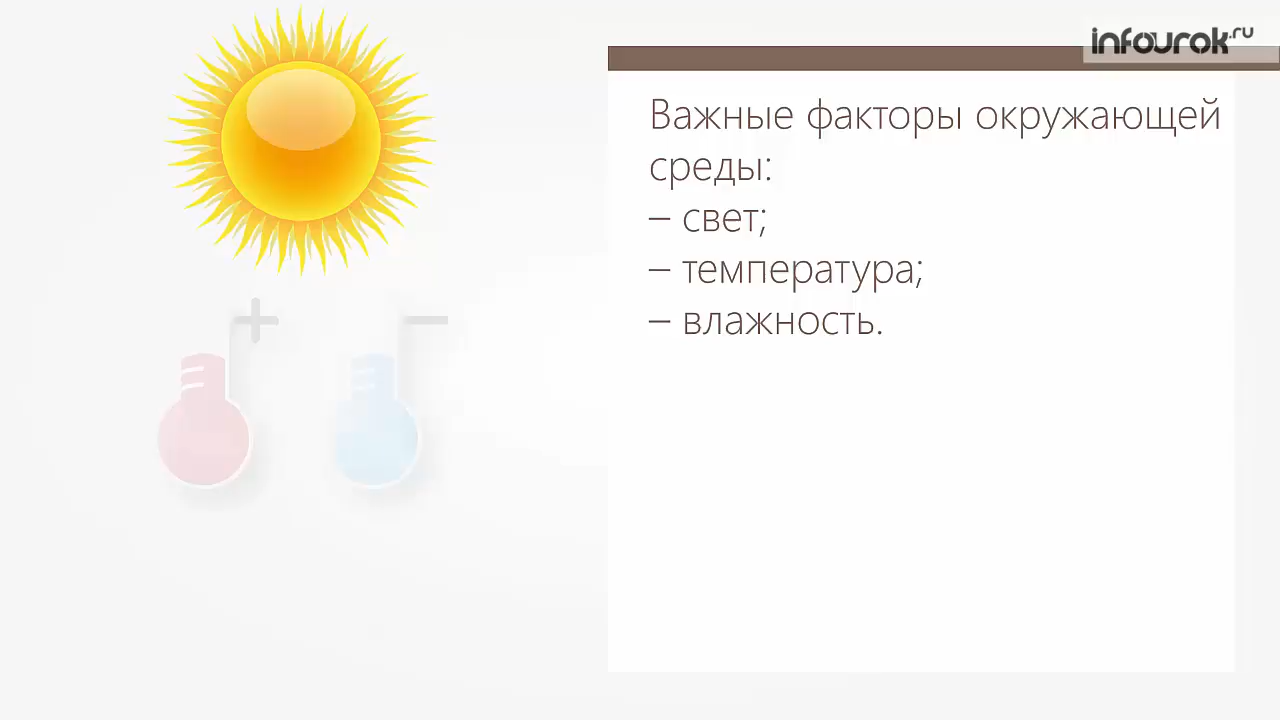 infourok.ru
Важные факторы окружающей
среды:
– свет;
– температура;
– влажность.
+ –